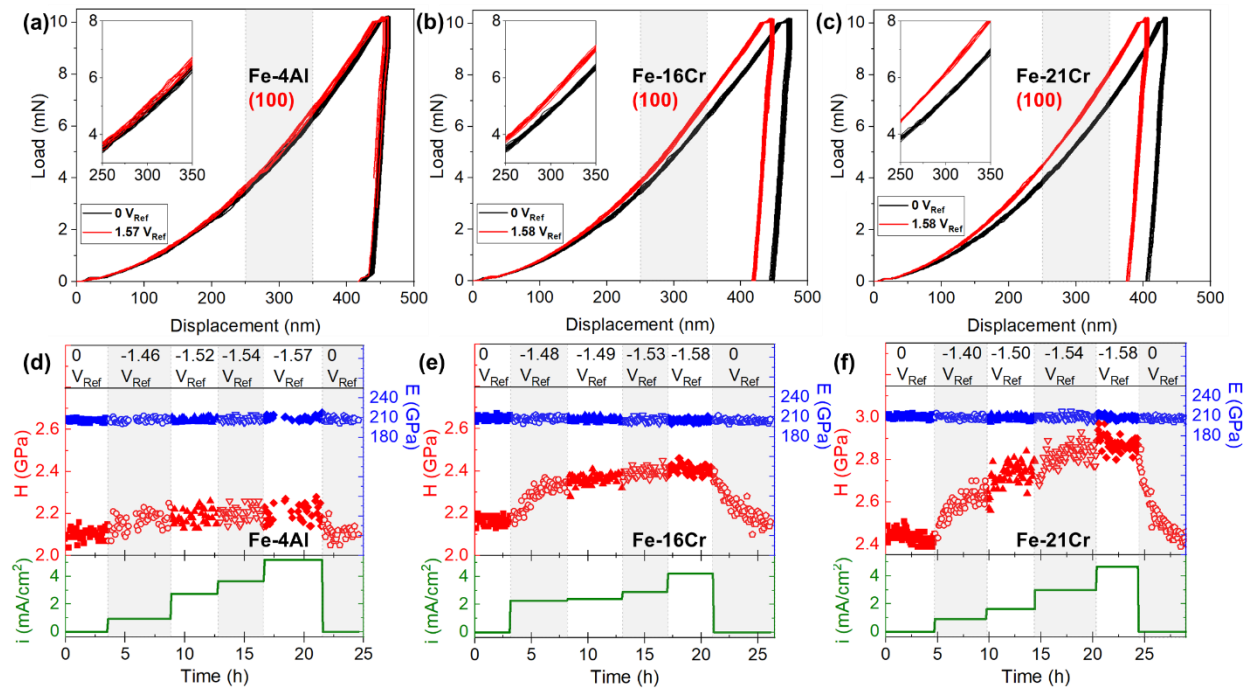 (a)
10
8
6
4
2
0
Load (mN)
8
6
4
250 300 350
Fe-4Al
(100)
0 V_Ref
1.57 V_Ref
0 100 200 300 400 500
Displacement (nm)
(b)
10
8
6
4
2
0
Load (mN)
8
6
4
250 300 350
Fe-16Cr
(100)
0 V_Ref
1.58 V_Ref
0 100 200 300 400 500
Displacement (nm)
(c)
10
8
6
4
2
0
Load (mN)
8
6
4
250 300 350
Fe-21Cr
(100)
0 V_Ref
1.58 V_Ref
0 100 200 300 400 500
Displacement (nm)
(d)
0 -1.46 -1.52 -1.54 -1.57 0
V_Ref V_Ref V_Ref V_Ref V_Ref V_Ref
240
210
180
E (GPa)
2.6
2.4
2.2
2.0
H (GPa)
Fe-4Al
4
2
0
i (mA/cm²)
0 5 10 15 20 25
Time (h)
(e)
0 -1.48 -1.49 -1.53 -1.58 0
V_Ref V_Ref V_Ref V_Ref V_Ref V_Ref
240
210
180
E (GPa)
2.6
2.4
2.2
2.0
H (GPa)
Fe-16Cr
4
2
0
i (mA/cm²)
0 5 10 15 20 25
Time (h)
(f)
0 -1.40 -1.50 -1.54 -1.58 0
V_Ref V_Ref V_Ref V_Ref V_Ref V_Ref
240
210
180
E (GPa)
3.0
2.8
2.6
2.4
H (GPa)
Fe-21Cr
4
2
0
i (mA/cm²)
0 5 10 15 20 25
Time (h)